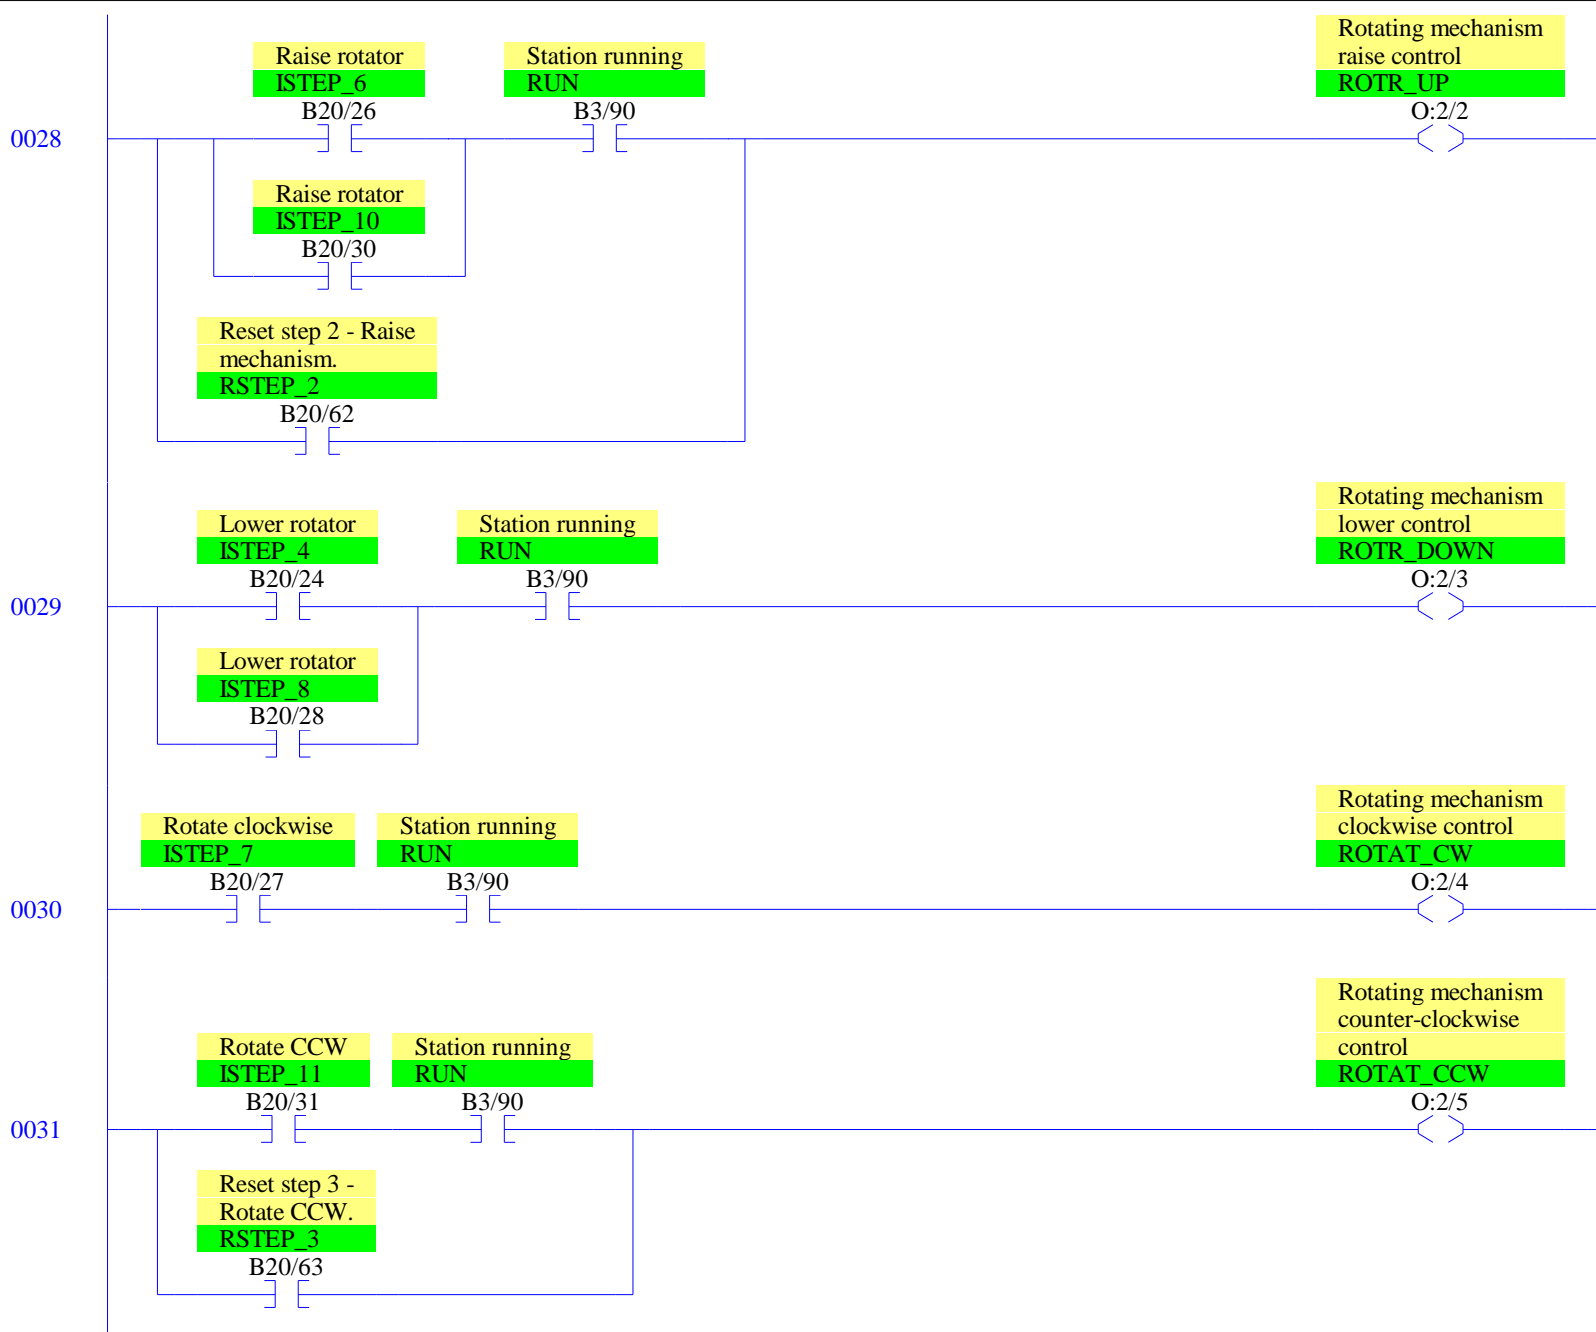 Rotating mechanism
raise control
ROTR_UP
O:2/2
Raise rotator
ISTEP_6
B20/26
Station running
RUN
B3/90
0028
Raise rotator
ISTEP_10
B20/30
Reset step 2 - Raise
mechanism.
RSTEP_2
B20/62
Rotating mechanism
lower control
ROTR_DOWN
O:2/3
Lower rotator
ISTEP_4
B20/24
Station running
RUN
B3/90
0029
Lower rotator
ISTEP_8
B20/28
Rotating mechanism
clockwise control
ROTAT_CW
O:2/4
Rotate clockwise
ISTEP_7
B20/27
Station running
RUN
B3/90
0030
Rotating mechanism
counter-clockwise
control
ROTAT_CCW
O:2/5
Rotate CCW
ISTEP_11
B20/31
Station running
RUN
B3/90
0031
Reset step 3 -
Rotate CCW.
RSTEP_3
B20/63